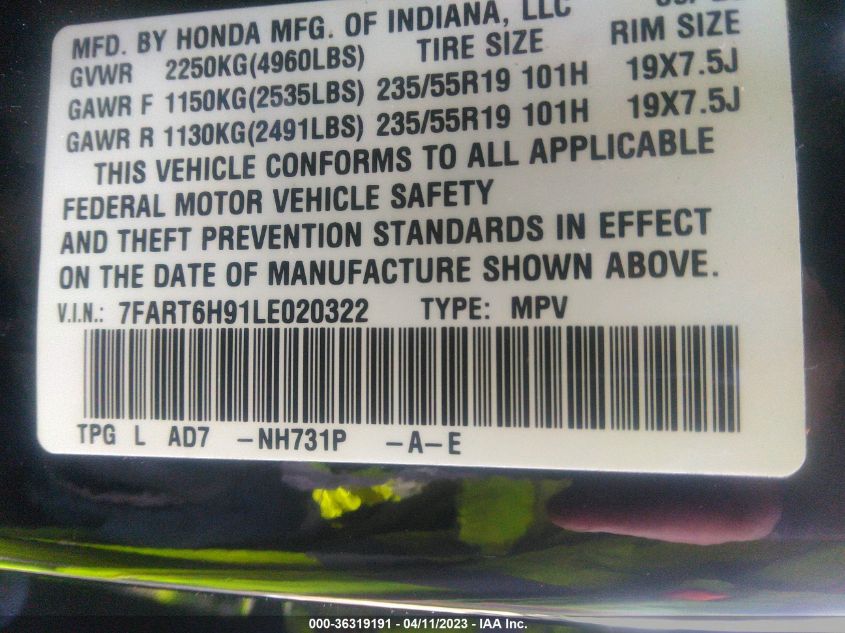 MFD. BY HONDA MFG. OF INDIANA, LLC
GVWR 2250KG(4960LBS) TIRE SIZE RIM SIZE
GAWR F 1150KG(2535LBS) 235/55R19 101H 19X7.5J
GAWR R 1130KG(2491LBS) 235/55R19 101H 19X7.5J
THIS VEHICLE CONFORMS TO ALL APPLICABLE
FEDERAL MOTOR VEHICLE SAFETY
AND THEFT PREVENTION STANDARDS IN EFFECT
ON THE DATE OF MANUFACTURE SHOWN ABOVE.
V.I.N.: 7FART6H91LE020322 TYPE: MPV
TPG L AD7 -NH731P -A-E
000-36319191 - 04/11/2023 - IAA Inc.